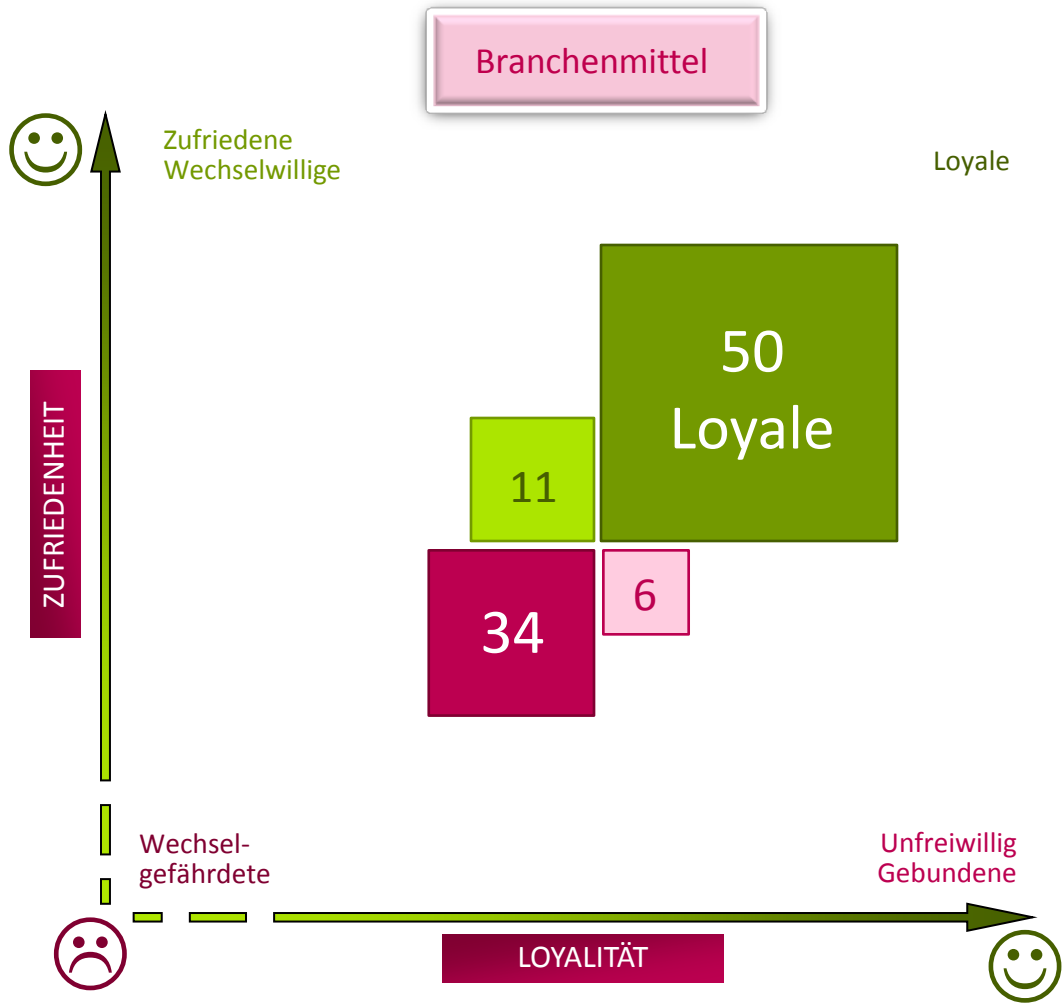 Branchenmittel
Zufriedene
Wechselwillige
Loyale
50
Loyale
11
34
6
ZUFRIEDENHEIT
Wechsel-
gefährdete
Unfreiwillig
Gebundene
LOYALITÄT